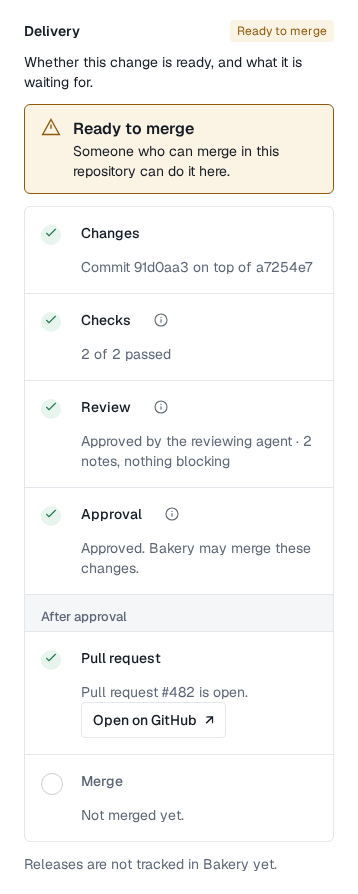 Delivery
Ready to merge
Whether this change is ready, and what it is
waiting for.
Ready to merge
Someone who can merge in this
repository can do it here.
Changes
Commit 91d0aa3 on top of a7254e7
Checks
2 of 2 passed
Review
Approved by the reviewing agent · 2
notes, nothing blocking
Approval
Approved. Bakery may merge these
changes.
After approval
Pull request
Pull request #482 is open.
Open on GitHub
Merge
Not merged yet.
Releases are not tracked in Bakery yet.